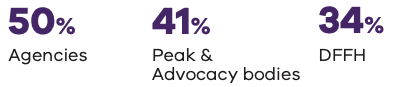 50% 41% 34%
Agencies Peak & DFFH
Advocacy bodies